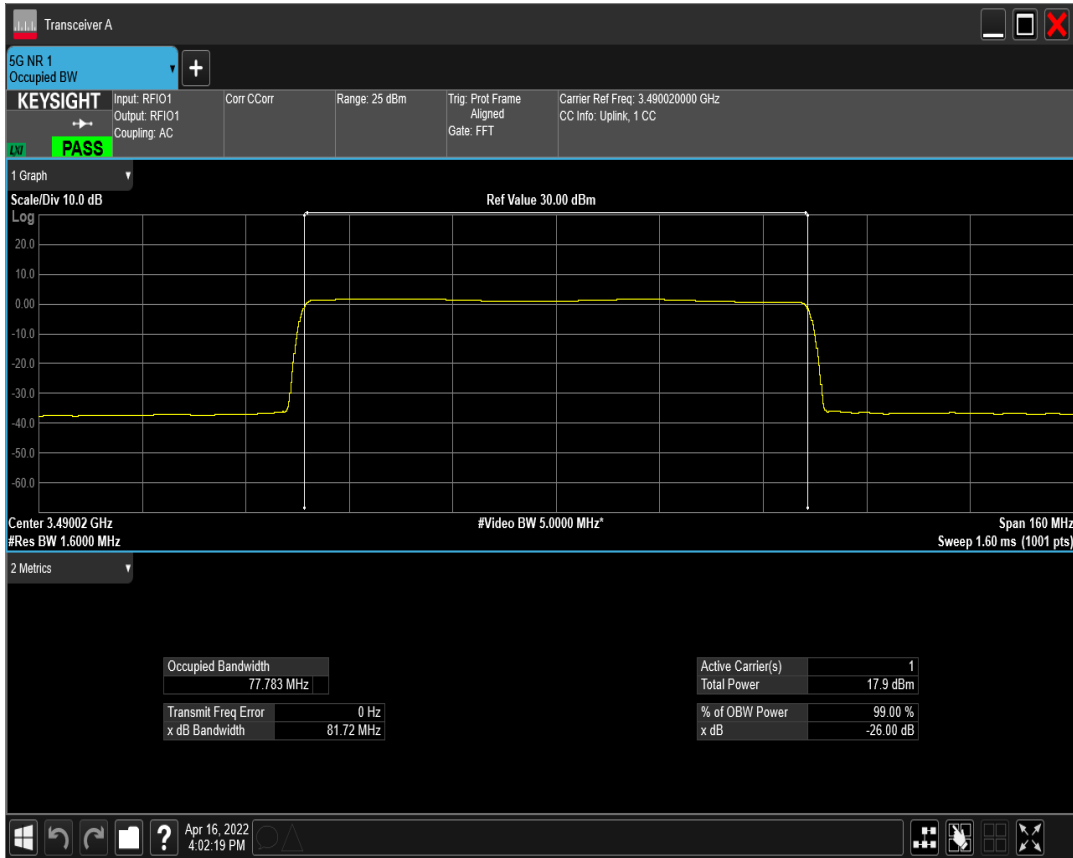 Transceiver A
5G NR 1
Occupied BW
KEYSIGHT
LXI
PASS
Input: RFIO1
Output: RFIO1
Coupling: AC
Corr CCorr
Range: 25 dBm
Trig: Prot Frame
Aligned
Gate: FFT
Carrier Ref Freq: 3.490020000 GHz
CC Info: Uplink, 1 CC
1 Graph
Scale/Div 10.0 dB
Ref Value 30.00 dBm
Log
20.0
10.0
0.00
-10.0
-20.0
-30.0
-40.0
-50.0
-60.0
Center 3.49002 GHz
#Video BW 5.0000 MHz*
Span 160 MHz
#Res BW 1.6000 MHz
Sweep 1.60 ms (1001 pts)
2 Metrics
Occupied Bandwidth
77.783 MHz
Transmit Freq Error 0 Hz
x dB Bandwidth 81.72 MHz
Active Carrier(s) 1
Total Power 17.9 dBm
% of OBW Power 99.00 %
x dB -26.00 dB
?
Apr 16, 2022
4:02:19 PM